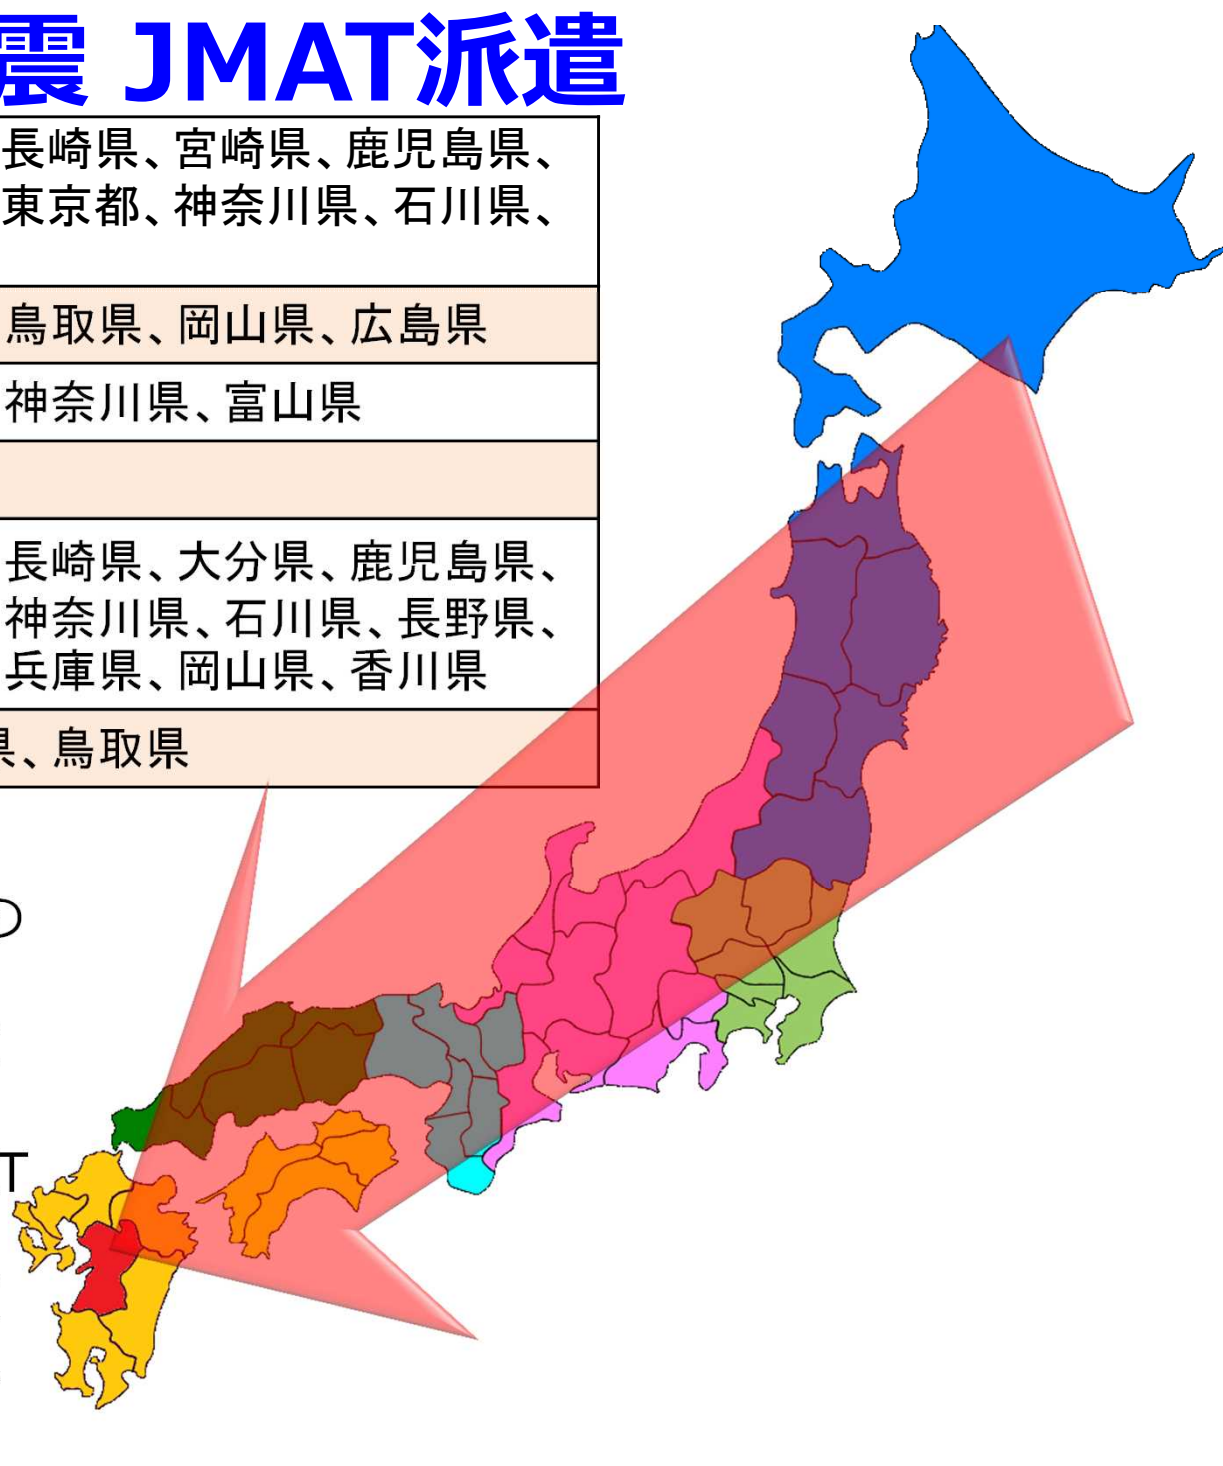 震 JMAT派遣
長崎県、宮崎県、鹿児島県、
東京都、神奈川県、石川県、
鳥取県、岡山県、広島県
神奈川県、富山県
長崎県、大分県、鹿児島県、
神奈川県、石川県、長野県、
兵庫県、岡山県、香川県
県、鳥取県
の
T